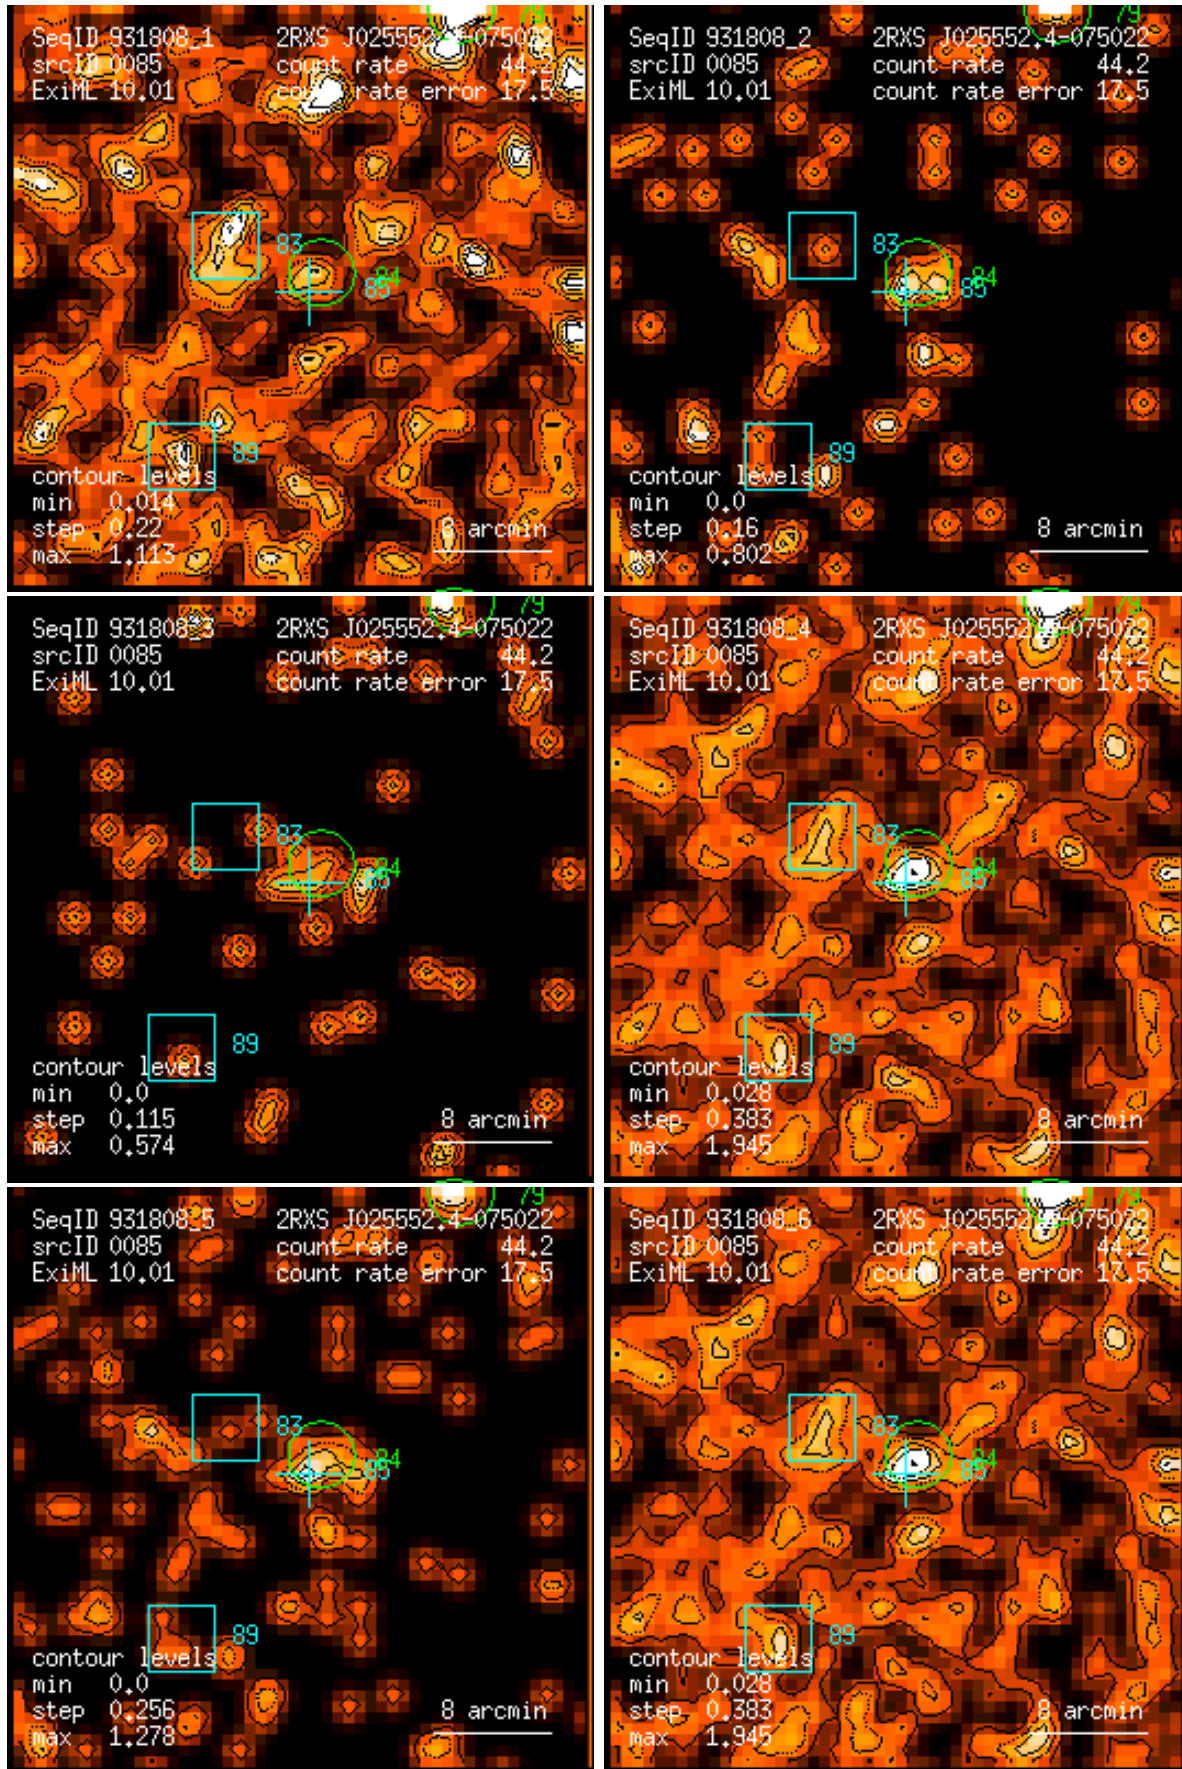 79
SeqID 931808_1 2RXS J025552.4-075022
srcID 0085 count rate 44.2
ExiML 10.01 count rate error 17.5
83
84
85
89
contour levels
min 0.014
step 0.22
max 1.113
8 arcmin
79
SeqID 931808_2 2RXS J025552.4-075022
srcID 0085 count rate 44.2
ExiML 10.01 count rate error 17.5
83
84
85
89
contour levels
min 0.0
step 0.16
max 0.802
8 arcmin
79
SeqID 931808_3 2RXS J025552.4-075022
srcID 0085 count rate 44.2
ExiML 10.01 count rate error 17.5
83
84
85
89
contour levels
min 0.0
step 0.115
max 0.574
8 arcmin
79
SeqID 931808_4 2RXS J025552.4-075022
srcID 0085 count rate 44.2
ExiML 10.01 count rate error 17.5
83
84
85
89
contour levels
min 0.028
step 0.383
max 1.945
8 arcmin
79
SeqID 931808_5 2RXS J025552.4-075022
srcID 0085 count rate 44.2
ExiML 10.01 count rate error 17.5
83
84
85
89
contour levels
min 0.0
step 0.256
max 1.278
8 arcmin
79
SeqID 931808_6 2RXS J025552.4-075022
srcID 0085 count rate 44.2
ExiML 10.01 count rate error 17.5
83
84
85
89
contour levels
min 0.028
step 0.383
max 1.945
8 arcmin